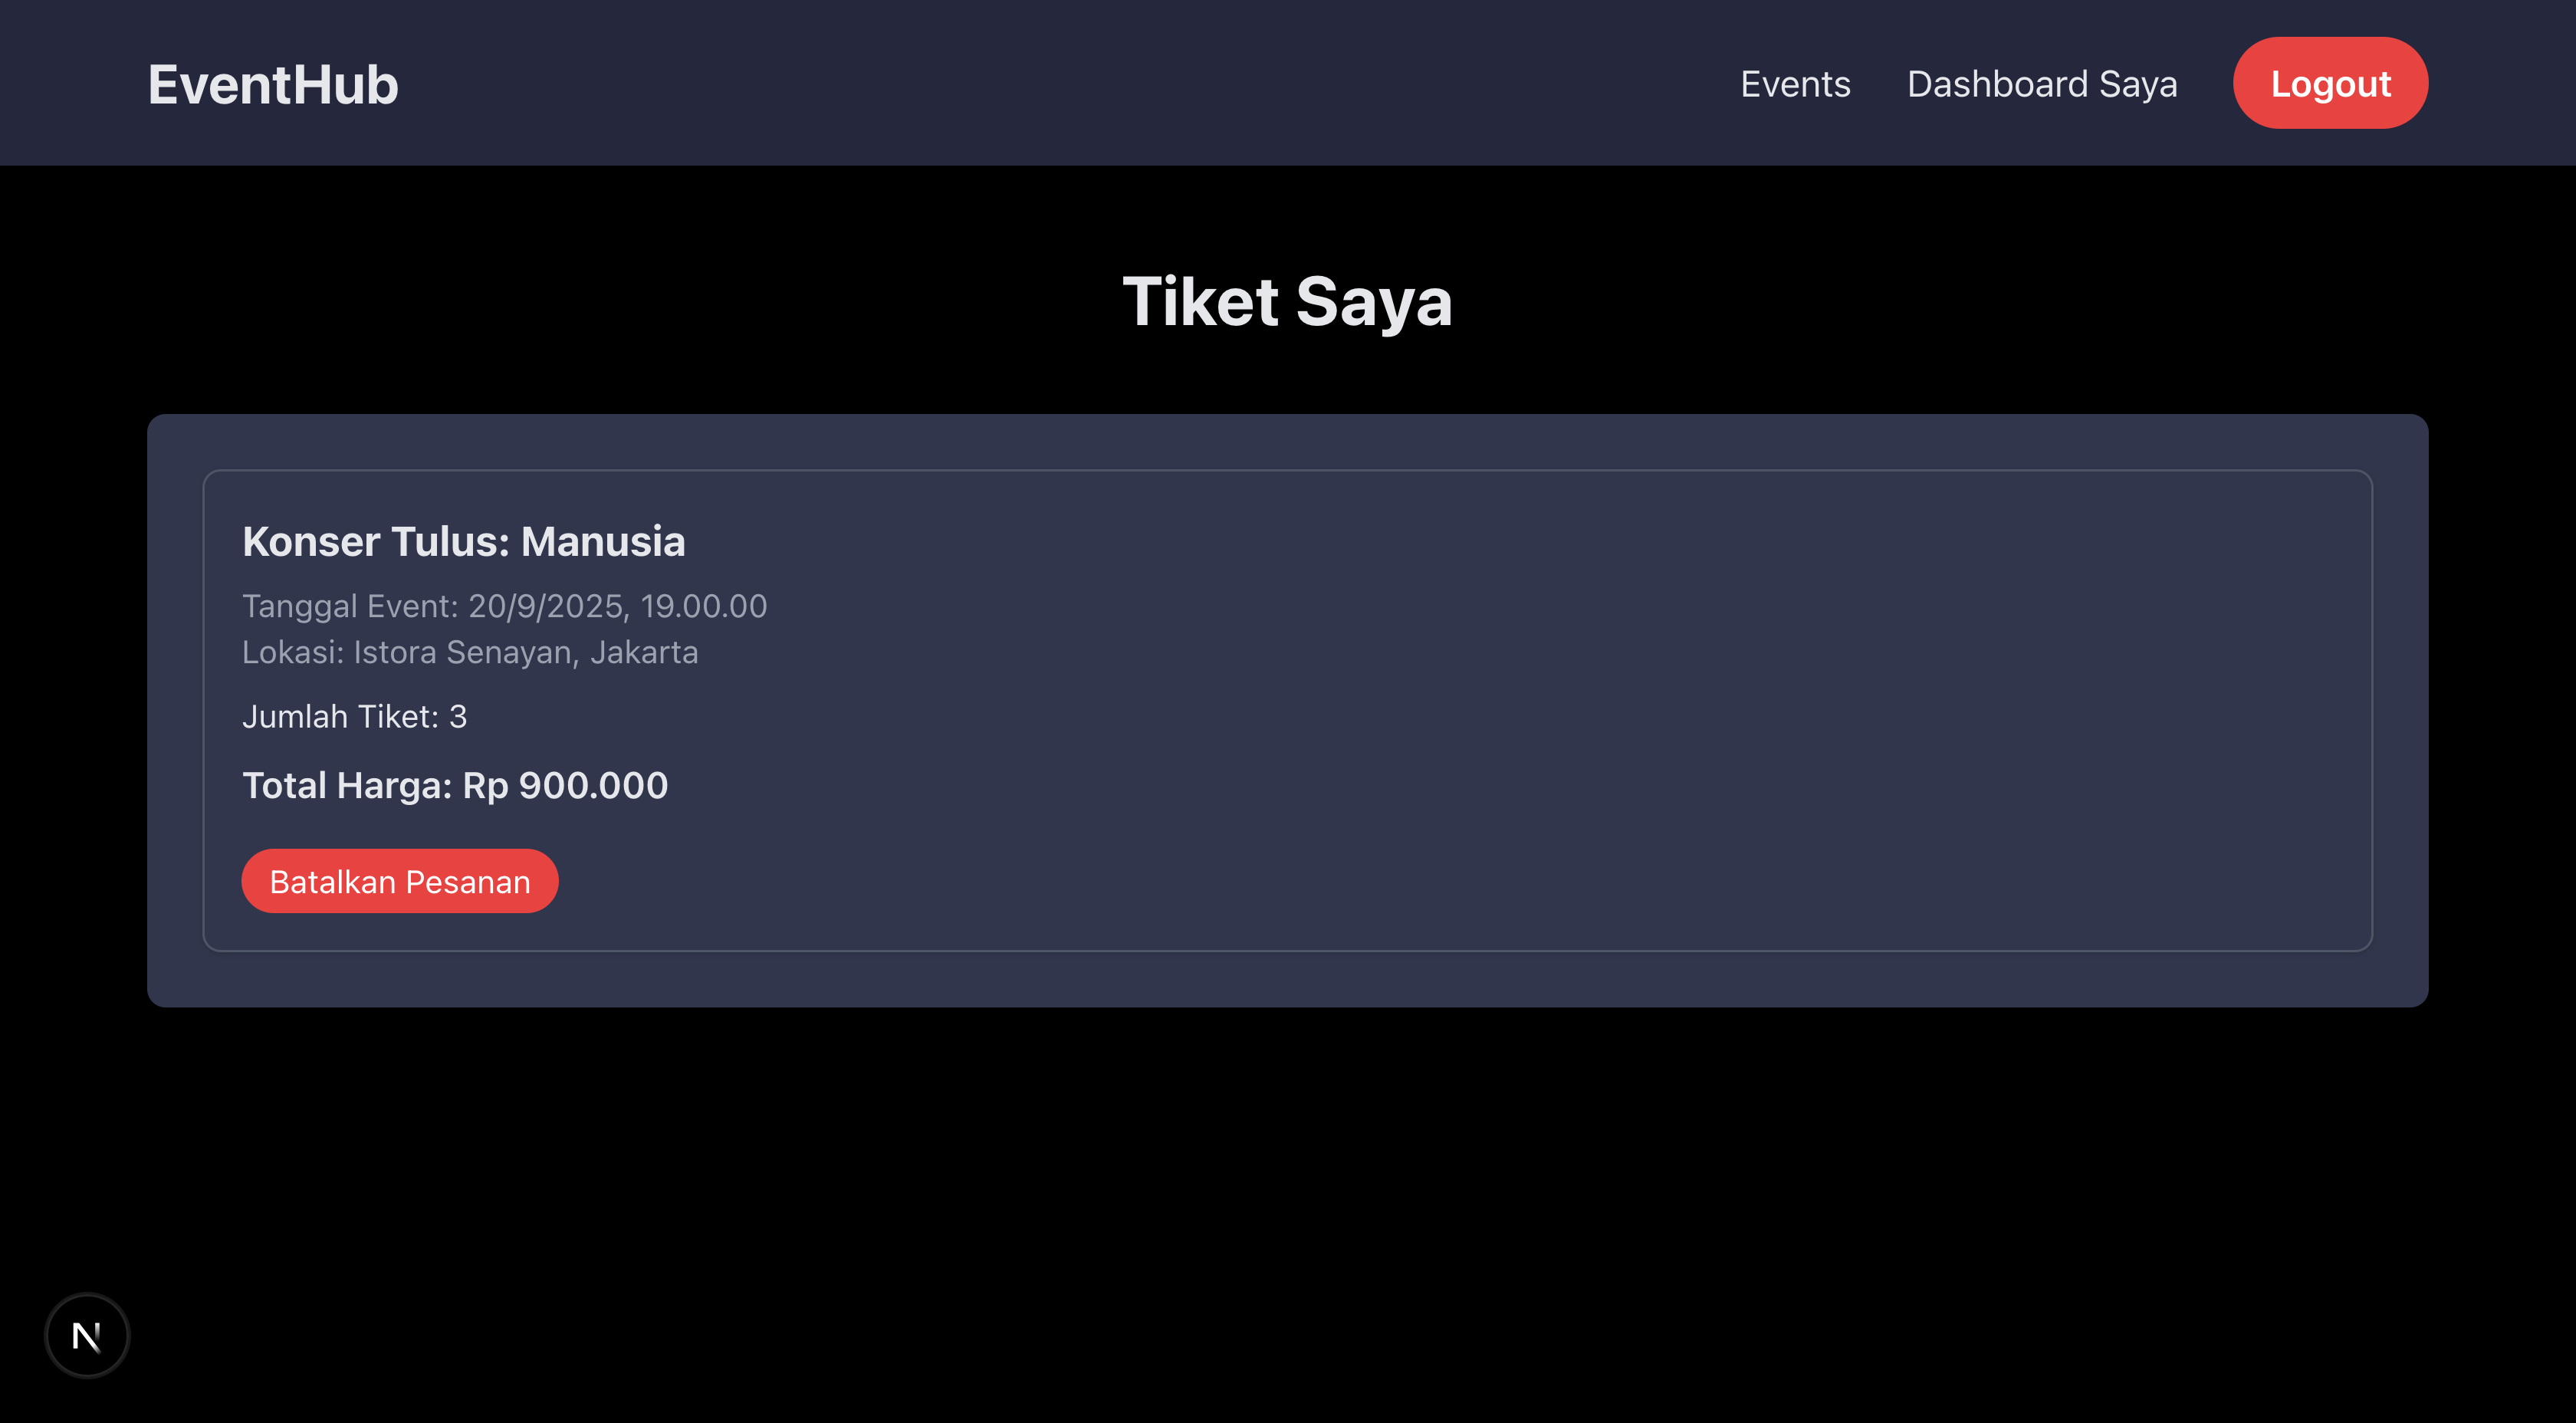 EventHub
Events
Dashboard Saya
Logout
Tiket Saya
Konser Tulus: Manusia
Tanggal Event: 20/9/2025, 19.00.00
Lokasi: Istora Senayan, Jakarta
Jumlah Tiket: 3
Total Harga: Rp 900.000
Batalkan Pesanan
N